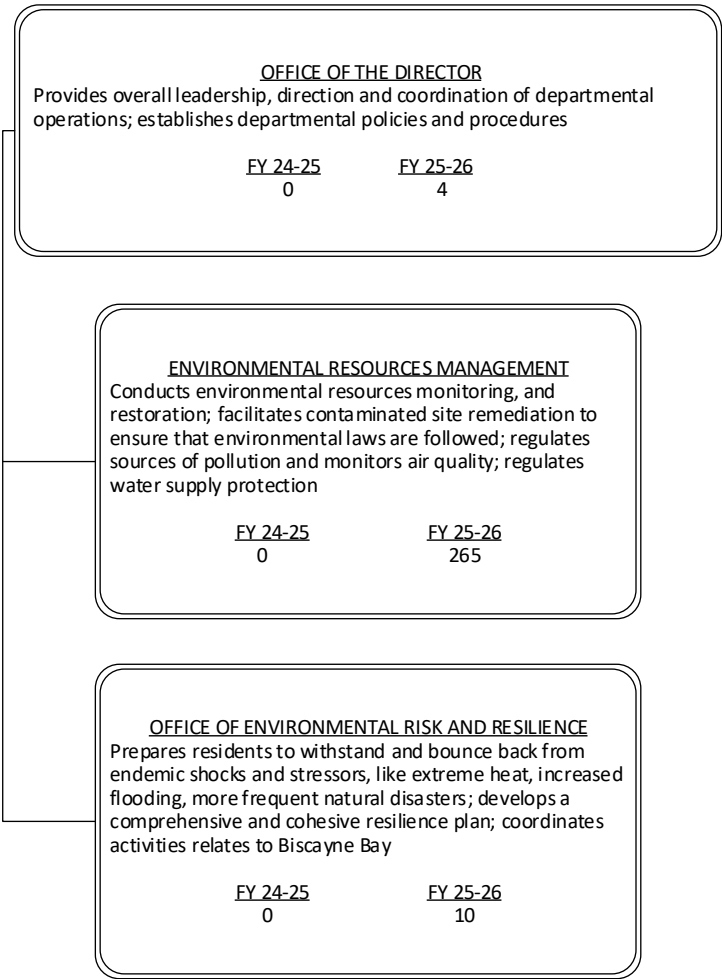 OFFICE OF THE DIRECTOR
Provides overall leadership, direction and coordination of departmental
operations; establishes departmental policies and procedures
FY 24-25 FY 25-26
0 4
ENVIRONMENTAL RESOURCES MANAGEMENT
Conducts environmental resources monitoring, and
restoration; facilitates contaminated site remediation to
ensure that environmental laws are followed; regulates
sources of pollution and monitors air quality; regulates
water supply protection
FY 24-25 FY 25-26
0 265
OFFICE OF ENVIRONMENTAL RISK AND RESILIENCE
Prepares residents to withstand and bounce back from
endemic shocks and stressors, like extreme heat, increased
flooding, more frequent natural disasters; develops a
comprehensive and cohesive resilience plan; coordinates
activities relates to Biscayne Bay
FY 24-25 FY 25-26
0 10